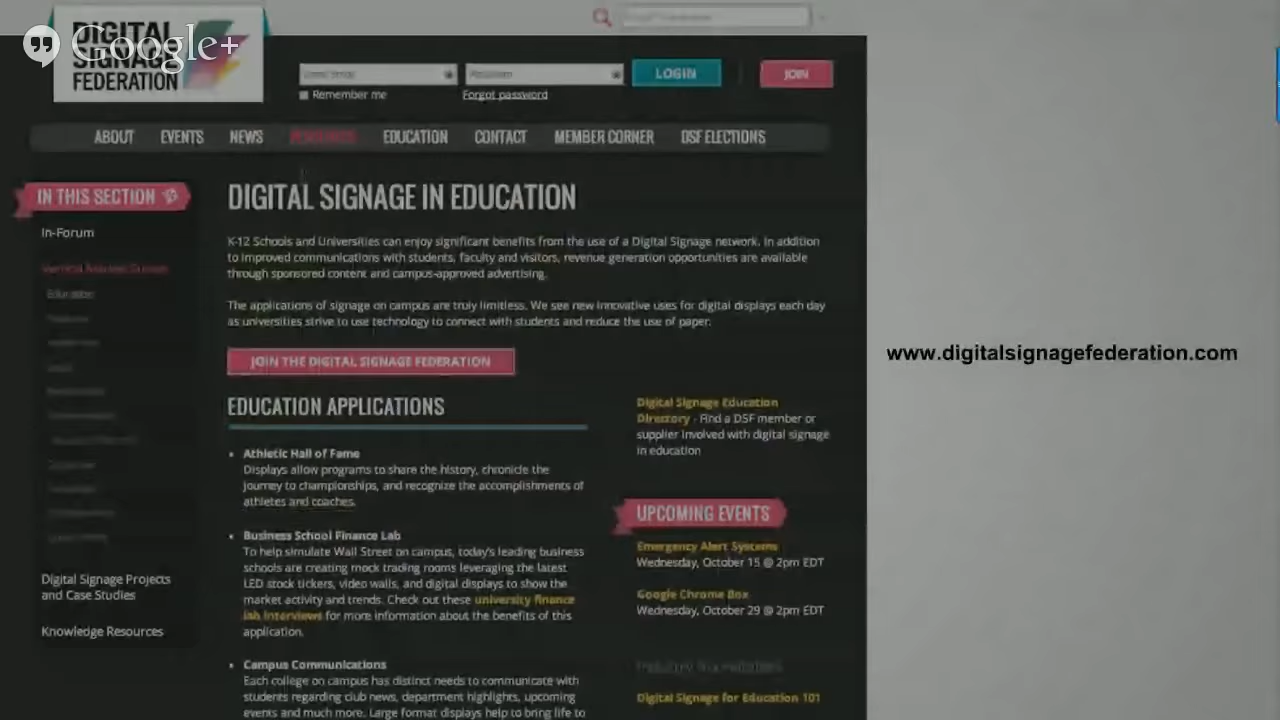 DIGITAL
SIGNAGE
FEDERATION
Google+
LOGIN
JOIN
Remember me
Forgot password
ABOUT EVENTS NEWS EDUCATION CONTACT MEMBER CORNER DSF ELECTIONS
IN THIS SECTION
In-Forum
Education
Digital Signage Projects
and Case Studies
Knowledge Resources
DIGITAL SIGNAGE IN EDUCATION
K-12 Schools and Universities can enjoy significant benefits from the use of a Digital Signage network. In addition
to improved communications with students, faculty and visitors, revenue generation opportunities are available
through sponsored content and campus-approved advertising.
The applications of signage on campus are truly limitless. We see new innovative uses for digital displays each day
as universities strive to use technology to connect with students and reduce the use of paper.
JOIN THE DIGITAL SIGNAGE FEDERATION
EDUCATION APPLICATIONS
• Athletic Hall of Fame
Displays allow programs to share the history, chronicle the
journey to championships, and recognize the accomplishments of
athletes and coaches.
• Business School Finance Lab
To help simulate Wall Street on campus, today's leading business
schools are creating mock trading rooms leveraging the latest
LED stock tickers, video walls, and digital displays to show the
market activity and trends. Check out these university finance
lab interviews for more information about the benefits of this
application.
• Campus Communications
Each college on campus has distinct needs to communicate with
students regarding club news, department highlights, upcoming
events and much more. Large format displays help to bring life to
Digital Signage Education
Directory - Find a DSF member or
supplier involved with digital signage
in education
UPCOMING EVENTS
Emergency Alert Systems
Wednesday, October 15 @ 2pm EDT
Google Chrome Box
Wednesday, October 29 @ 2pm EDT
Digital Signage for Education 101
www.digitalsignagefederation.com